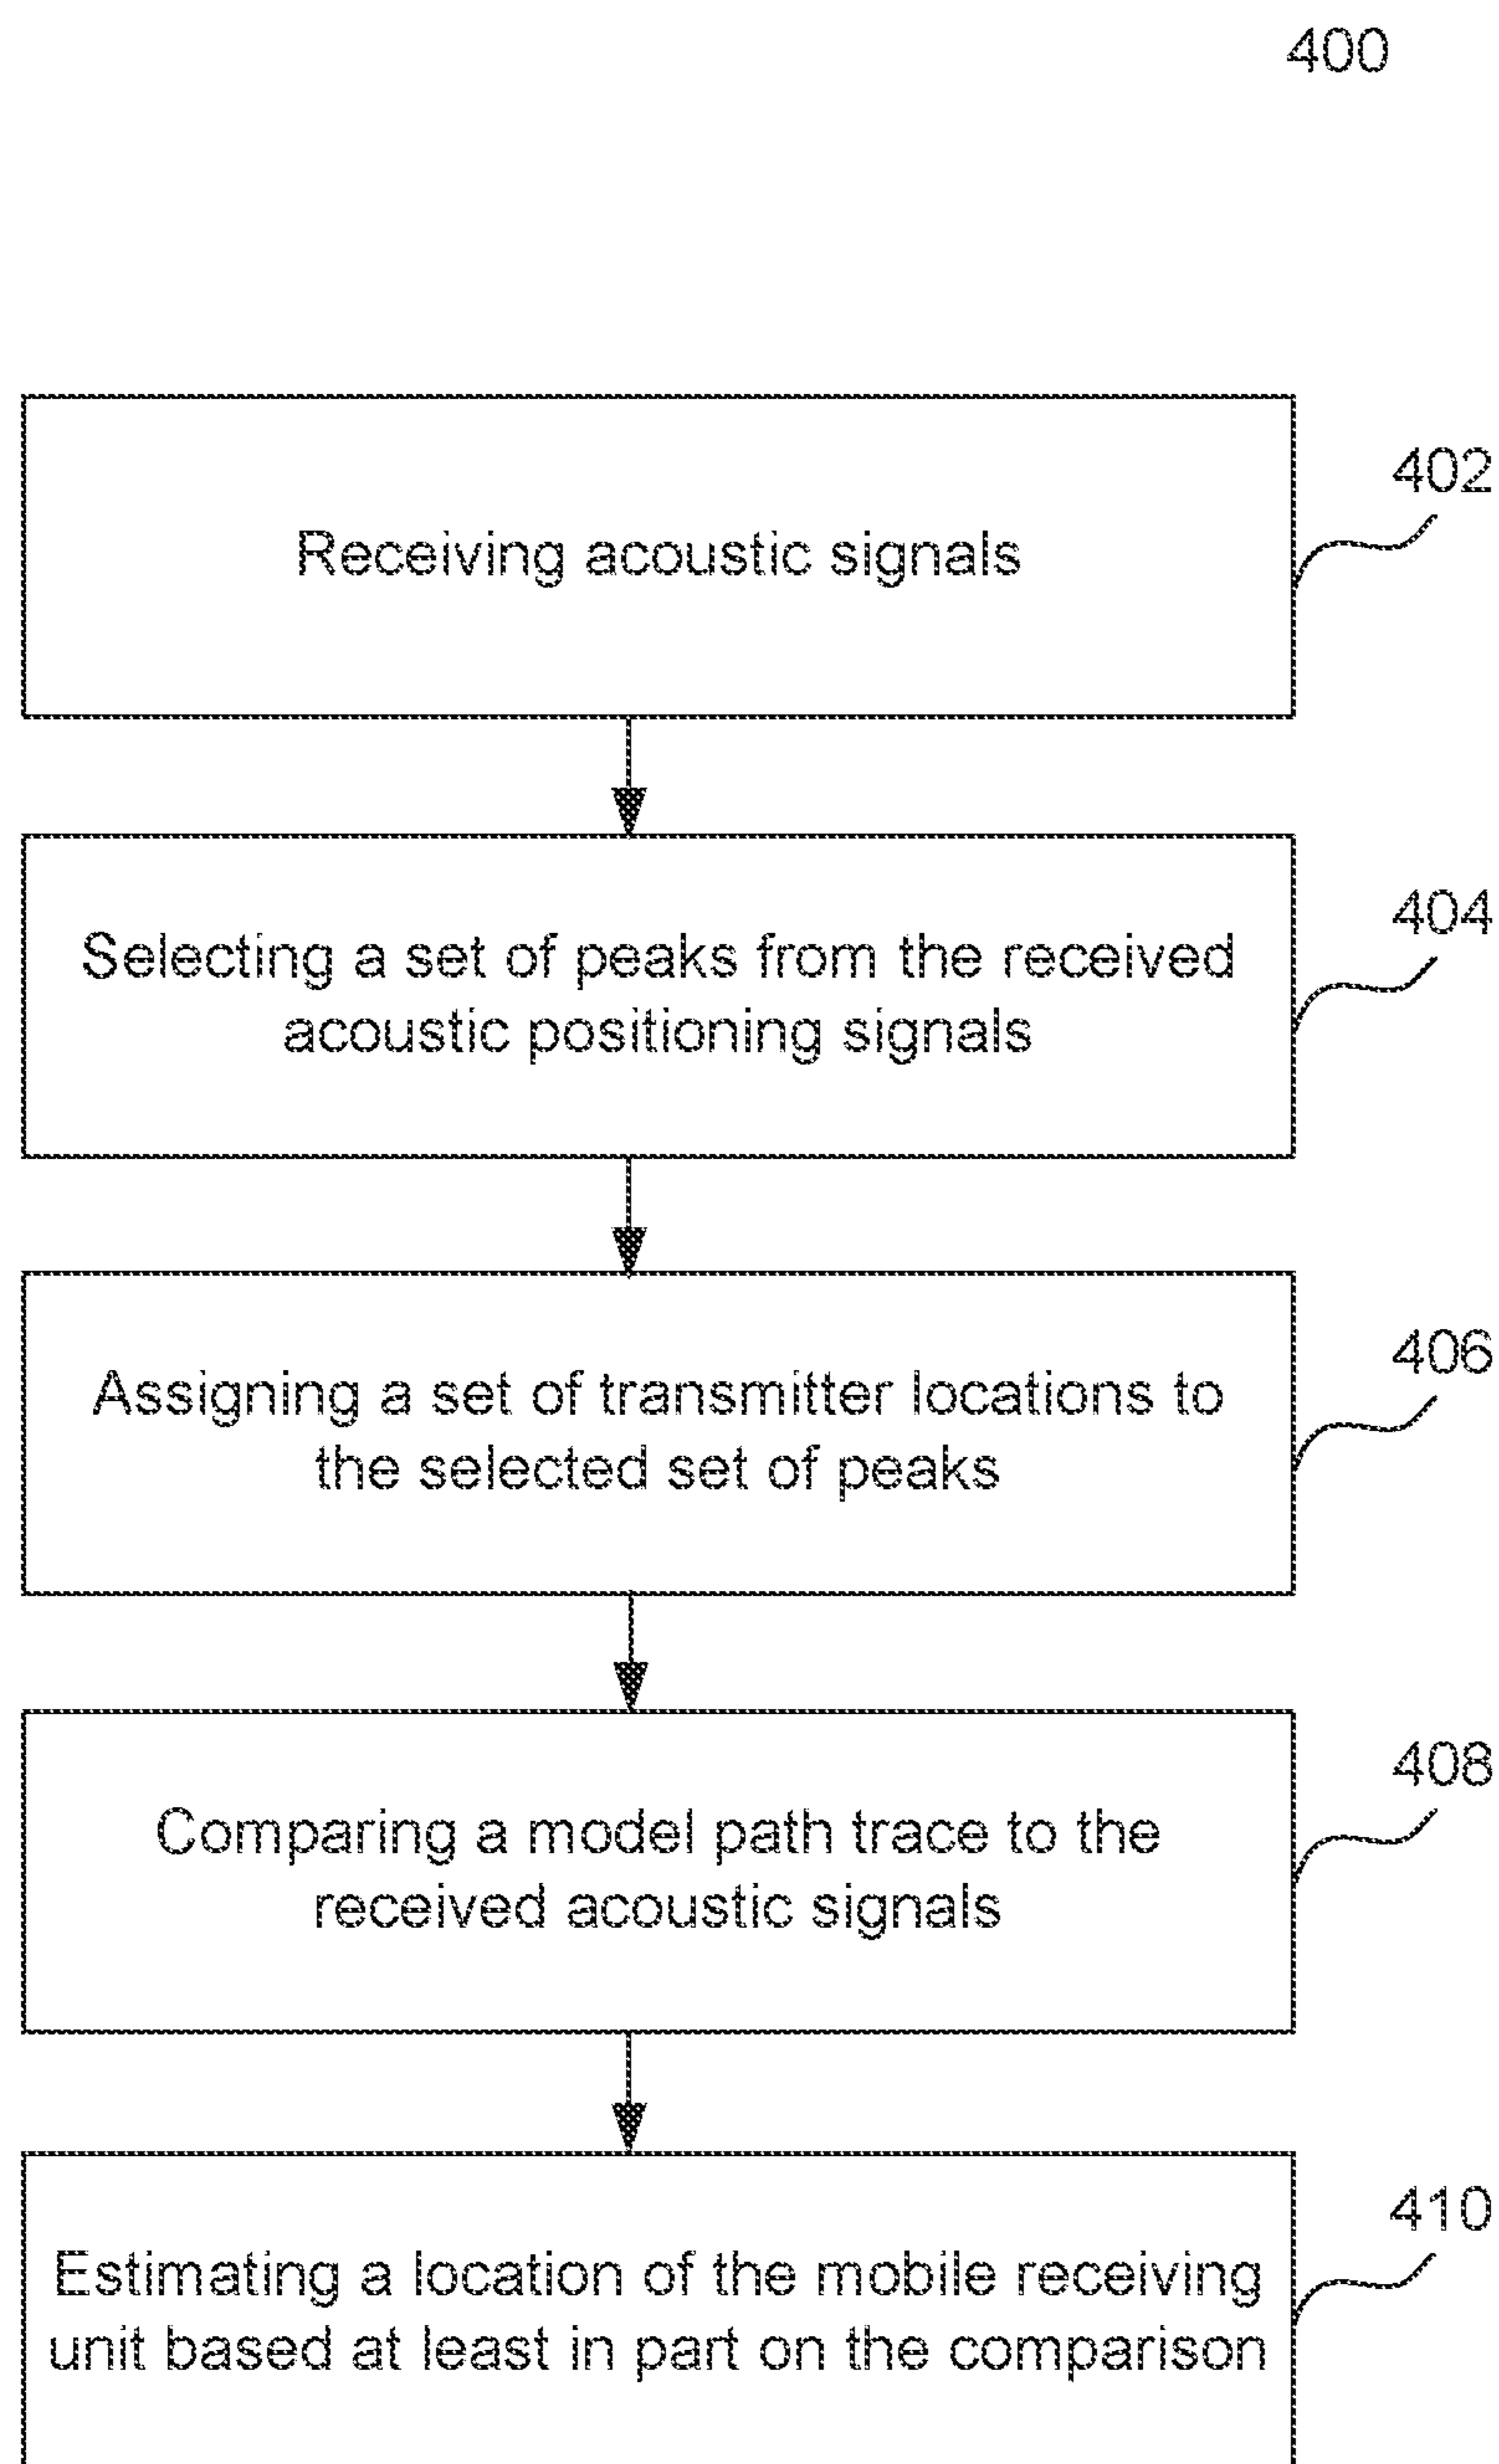 400
Receiving acoustic signals
402
Selecting a set of peaks from the received
acoustic positioning signals
404
Assigning a set of transmitter locations to
the selected set of peaks
406
Comparing a model path trace to the
received acoustic signals
408
Estimating a location of the mobile receiving
unit based at least in part on the comparison
410